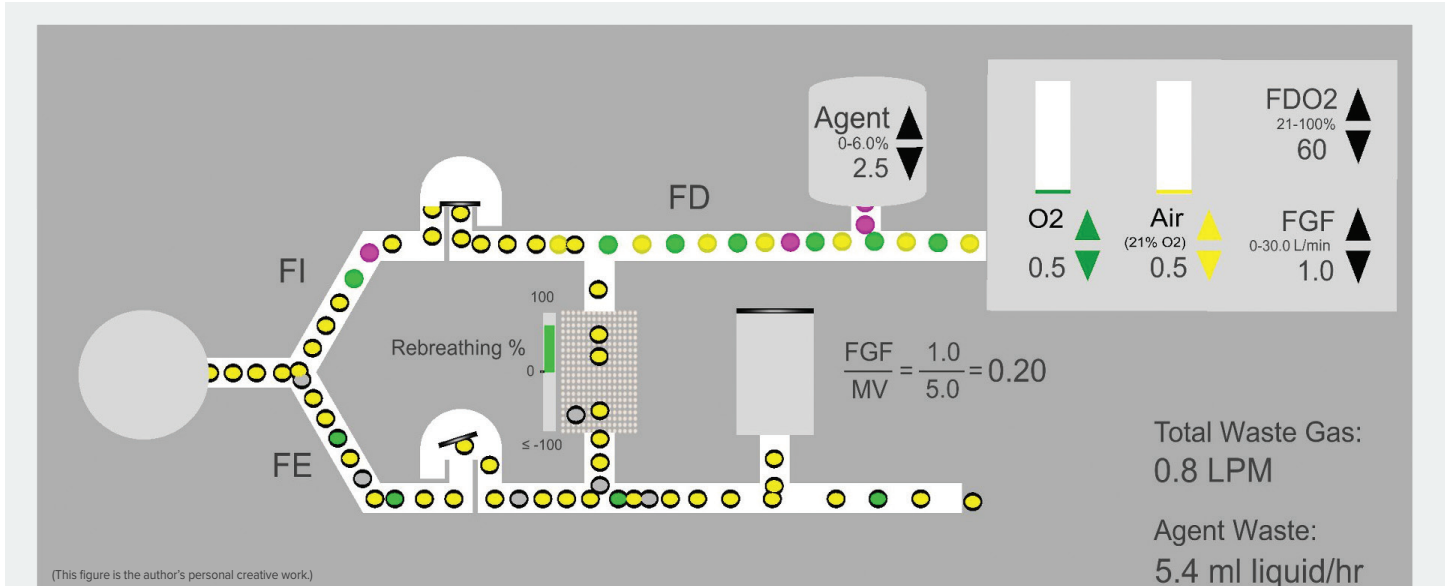 Agent
0-6.0%
2.5
FDO2
21-100%
60
O2
0.5
Air
(21% O2)
0.5
FGF
0-30.0 L/min
1.0
FD
FI
100
Rebreathing %
0
≤ -100
FGF
MV
=
1.0
5.0
= 0.20
FE
Total Waste Gas:
0.8 LPM
Agent Waste:
5.4 ml liquid/hr
(This figure is the author's personal creative work.)